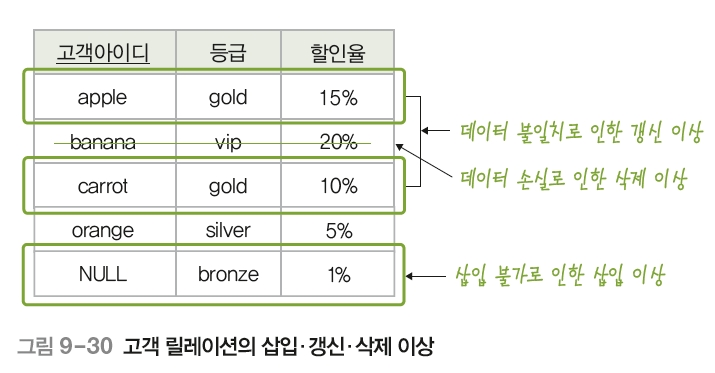 고객아이디 등급 할인율
apple gold 15%
데이터 불일치로 인한 갱신 이상
banana vip 20%
데이터 손실로 인한 삭제 이상
carrot gold 10%
orange silver 5%
NULL bronze 1%
삽입 불가로 인한 삽입 이상
그림 9-30 고객 릴레이션의 삽입·갱신·삭제 이상